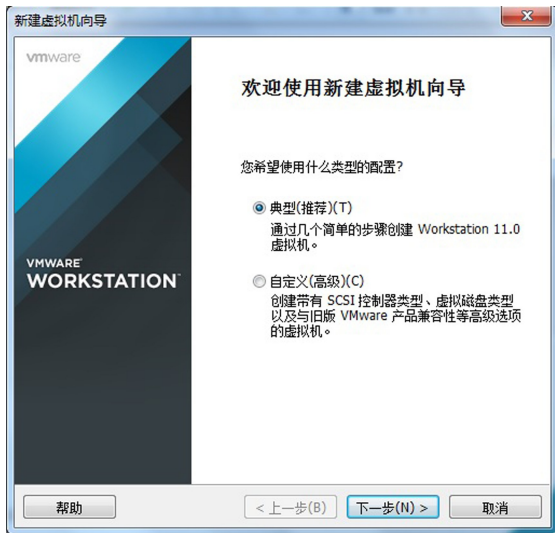 新建虚拟机向导
vmware
欢迎使用新建虚拟机向导
您希望使用什么类型的配置?
典型(推荐)(T)
通过几个简单的步骤创建 Workstation 11.0
虚拟机。
VMWARE
WORKSTATION
自定义(高级)(C)
创建带有 SCSI 控制器类型、虚拟磁盘类型
以及与旧版 VMware 产品兼容性等高级选项
的虚拟机。
帮助
< 上一步(B)
下一步(N) >
取消